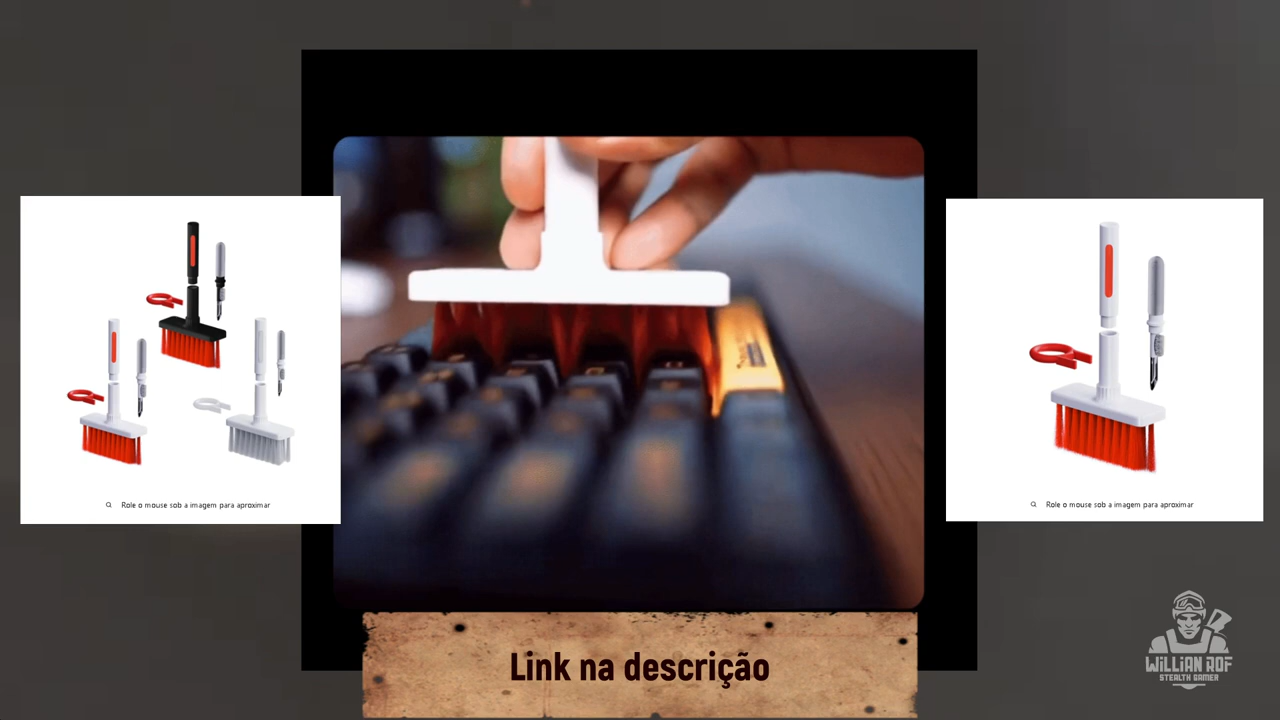 Role o mouse sob a imagem para aproximar
Role o mouse sob a imagem para aproximar
Link na descrição
WILLIAN ROF
STEALTH GAMER